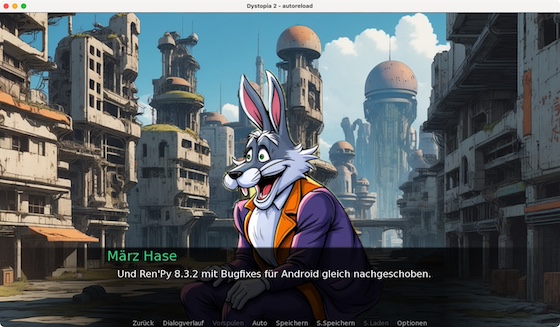 Dystopia 2 - autoreload
März Hase
Und Ren'Py 8.3.2 mit Bugfixes für Android gleich nachgeschoben.
Zurück Dialogverlauf Vorspulen Auto Speichern S.Speichern S.Laden Optionen